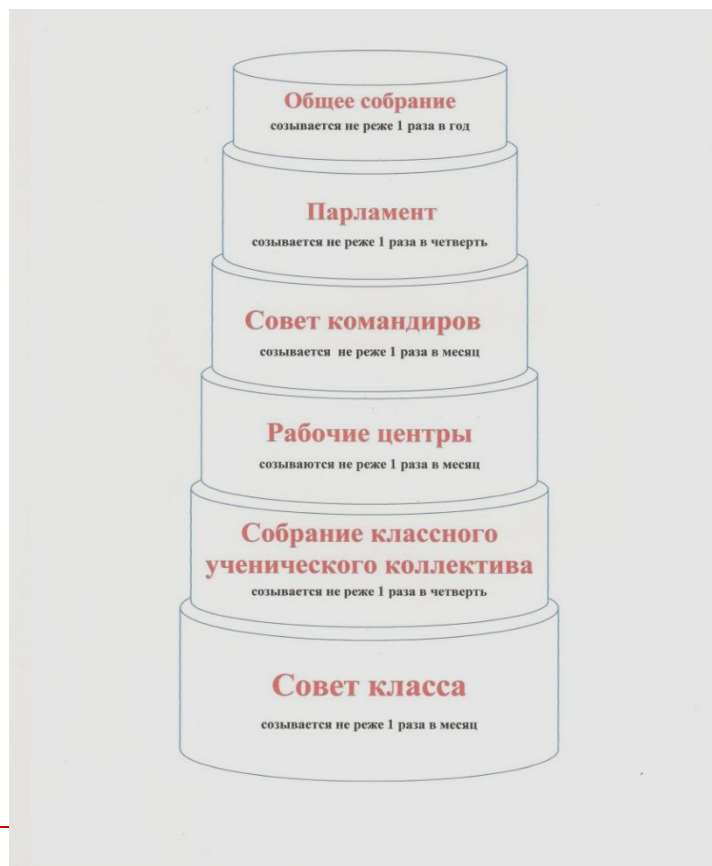 Общее собрание
созывается не реже 1 раза в год
Парламент
созывается не реже 1 раза в четверть
Совет командиров
созывается не реже 1 раза в месяц
Рабочие центры
созываются не реже 1 раза в месяц
Собрание классного
ученического коллектива
созывается не реже 1 раза в четверть
Совет класса
созывается не реже 1 раза в месяц